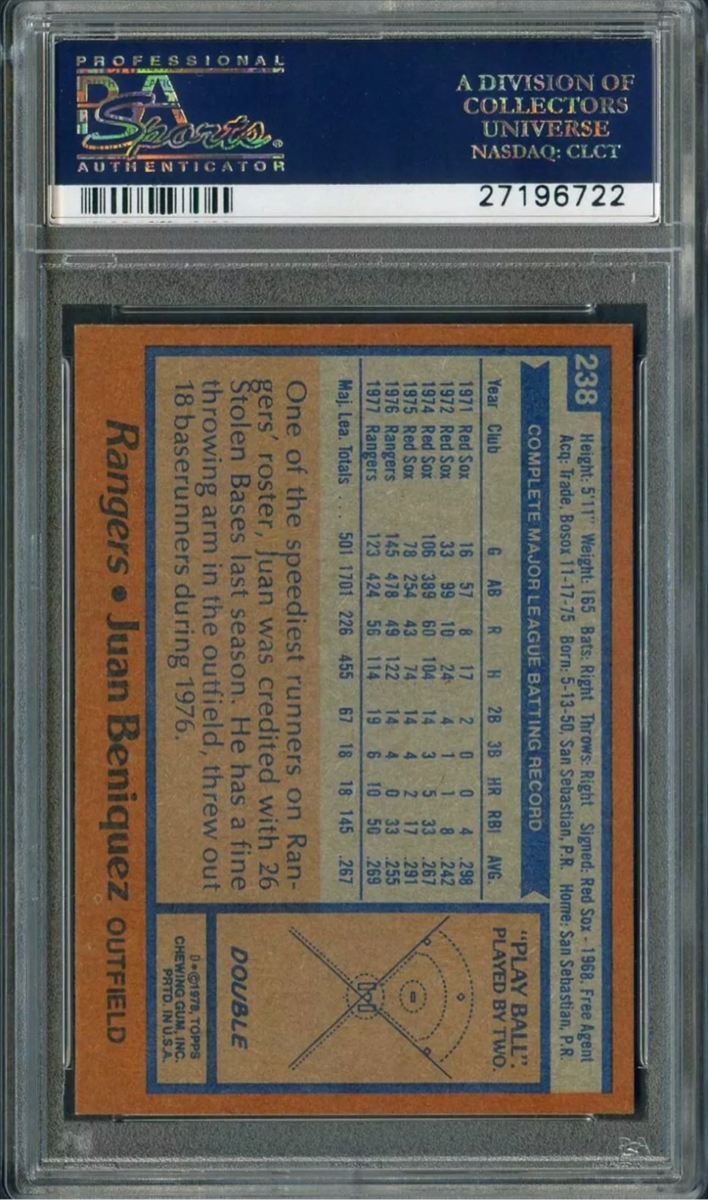 PROFESSIONAL
PSA
Sports®
AUTHENTICATOR
A DIVISION OF
COLLECTORS
UNIVERSE
NASDAQ: CLCT
27196722
238
Height: 5'11" Weight: 165 Bats: Right Throws: Right Signed: Red Sox - 1968, Free Agent
Acq: Trade, Bosox 11-17-75 Born: 5-13-50, San Sebastian, P.R. Home: San Sebastian, P.R.
COMPLETE MAJOR LEAGUE BATTING RECORD
Year Club G AB R H 2B 3B HR RBI AVG.
1971 Red Sox 16 57 8 17 2 0 0 4 .298
1972 Red Sox 33 99 10 24 4 1 1 8 .242
1974 Red Sox 106 389 60 104 14 3 5 33 .267
1975 Red Sox 78 254 43 74 14 4 2 17 .291
1976 Rangers 145 478 49 122 14 4 0 33 .255
1977 Rangers 123 424 56 114 19 6 10 50 .269
Maj. Lea. Totals .... 501 1701 226 455 67 18 18 145 .267
One of the speediest runners on Ran-
gers' roster, Juan was credited with 26
Stolen Bases last season. He has a fine
throwing arm in the outfield, threw out
18 baserunners during 1976.
"PLAY BALL".
PLAYED BY TWO.
DOUBLE
©1978, TOPPS
CHEWING GUM, INC.
PRTD. IN U.S.A.
Rangers • Juan Beniquez OUTFIELD
PSA